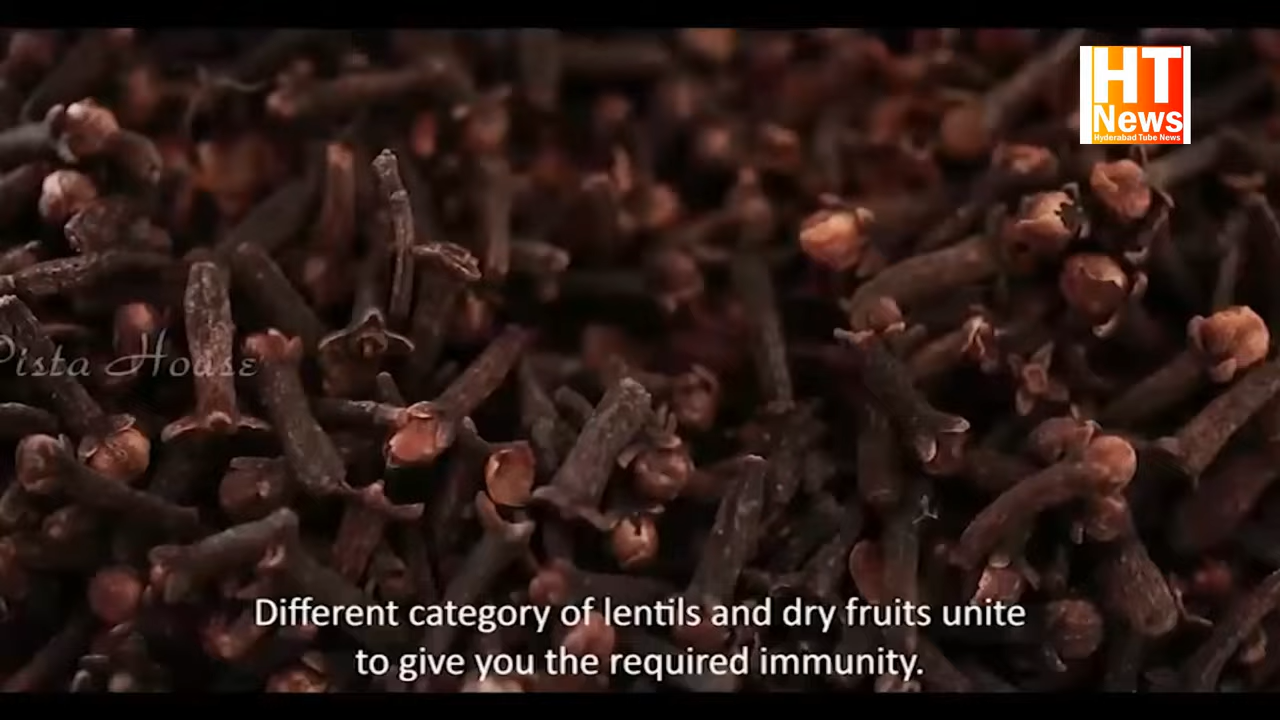 HT
News
Hyderabad Tube News
Pista House
Different category of lentils and dry fruits unite
to give you the required immunity.